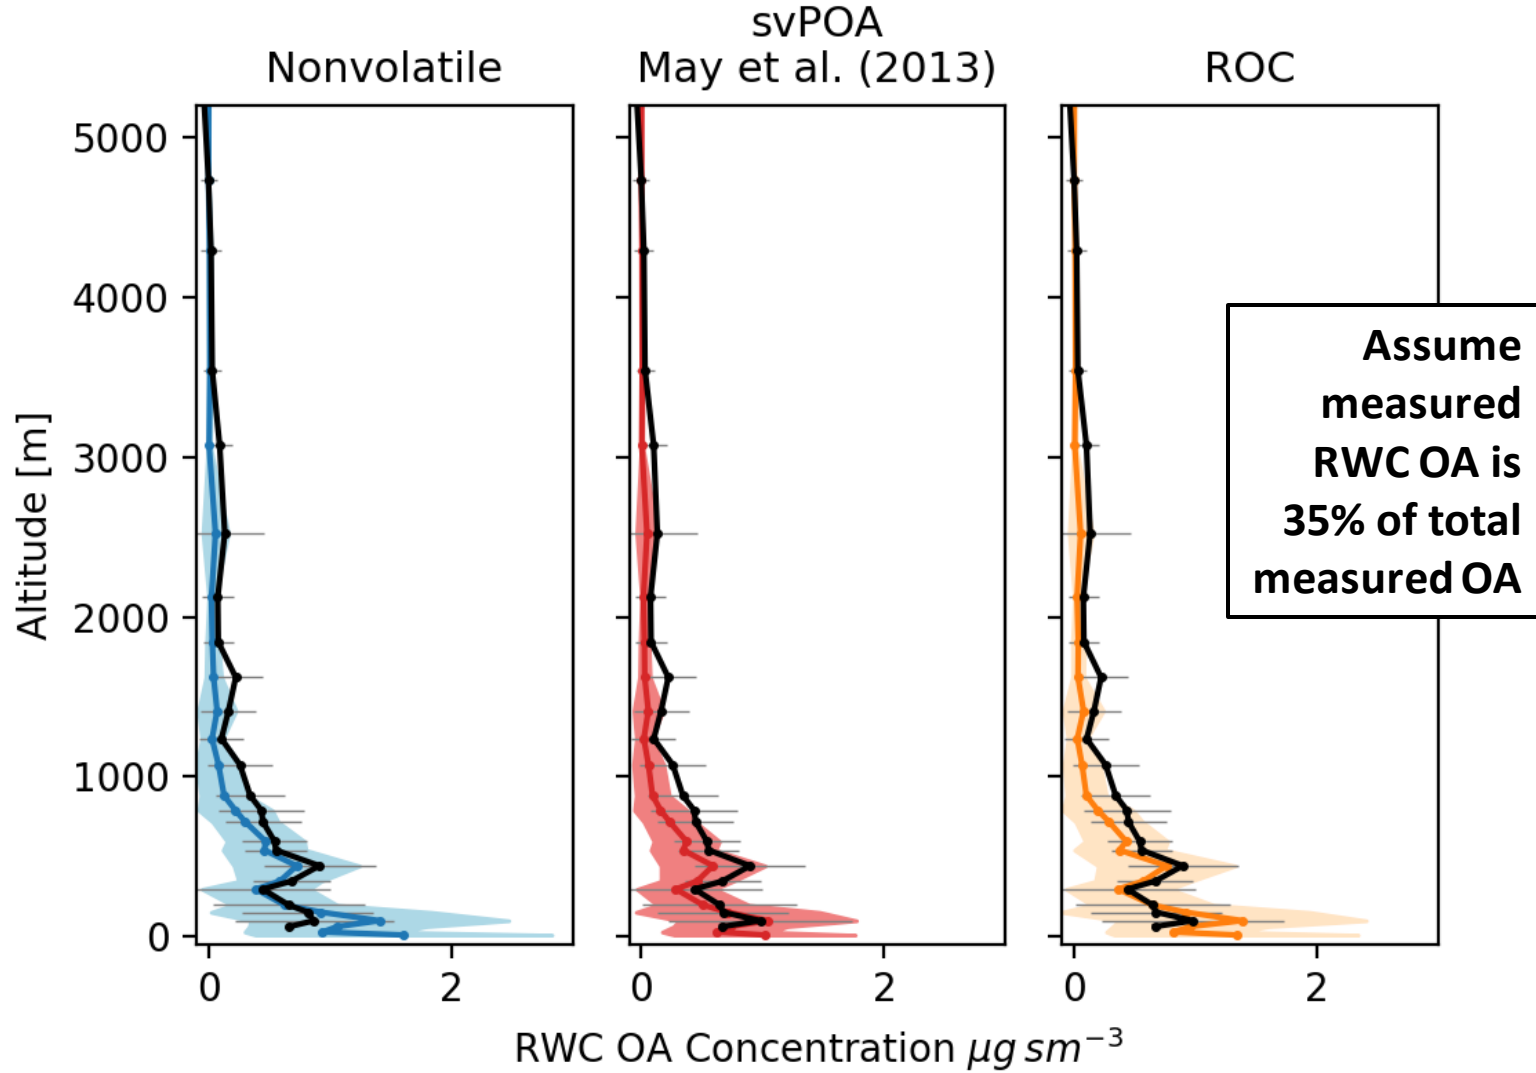 svPOA
Nonvolatile
May et al. (2013)
ROC
5000
4000
3000
2000
1000
0
Altitude [m]
Assume
measured
RWC OA is
35% of total
measured OA
0 2
0 2
0 2
RWC OA Concentration μg sm⁻³